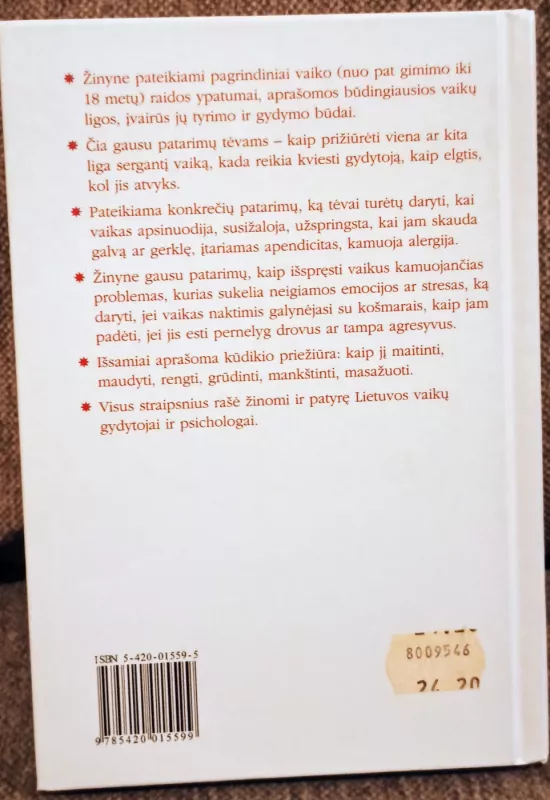 ✷ Žinyne pateikiami pagrindiniai vaiko (nuo pat gimimo iki
18 metų) raidos ypatumai, aprašomos būdingiausios vaikų
ligos, įvairūs jų tyrimo ir gydymo būdai.
✷ Čia gausu patarimų tėvams – kaip prižiūrėti viena ar kita
liga sergantį vaiką, kada reikia kviesti gydytoją, kaip elgtis,
kol jis atvyks.
✷ Pateikiama konkrečių patarimų, ką tėvai turėtų daryti, kai
vaikas apsinuodija, susižaloja, užspringsta, kai jam skauda
galvą ar gerklę, įtariamas apendicitas, kamuoja alergija.
✷ Žinyne gausu patarimų, kaip išspręsti vaikus kamuojančias
problemas, kurias sukelia neigiamos emocijos ar stresas, ką
daryti, jei vaikas naktimis galynėjasi su košmarais, kaip jam
padėti, jei jis esti pernelyg drovus ar tampa agresyvus.
✷ Išsamiai aprašoma kūdikio priežiūra: kaip jį maitinti,
maudyti, rengti, grūdinti, mankštinti, masažuoti.
✷ Visus straipsnius rašė žinomi ir patyrę Lietuvos vaikų
gydytojai ir psichologai.
ISBN 5-420-01559-5
9 785420 015599
8009546
24.20